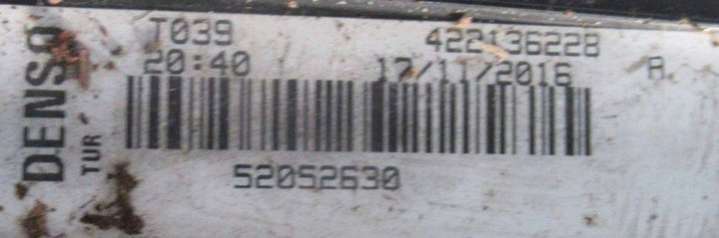 DENSO
TUR
T039 422136228
20:40 17/11/2016 A
52052630